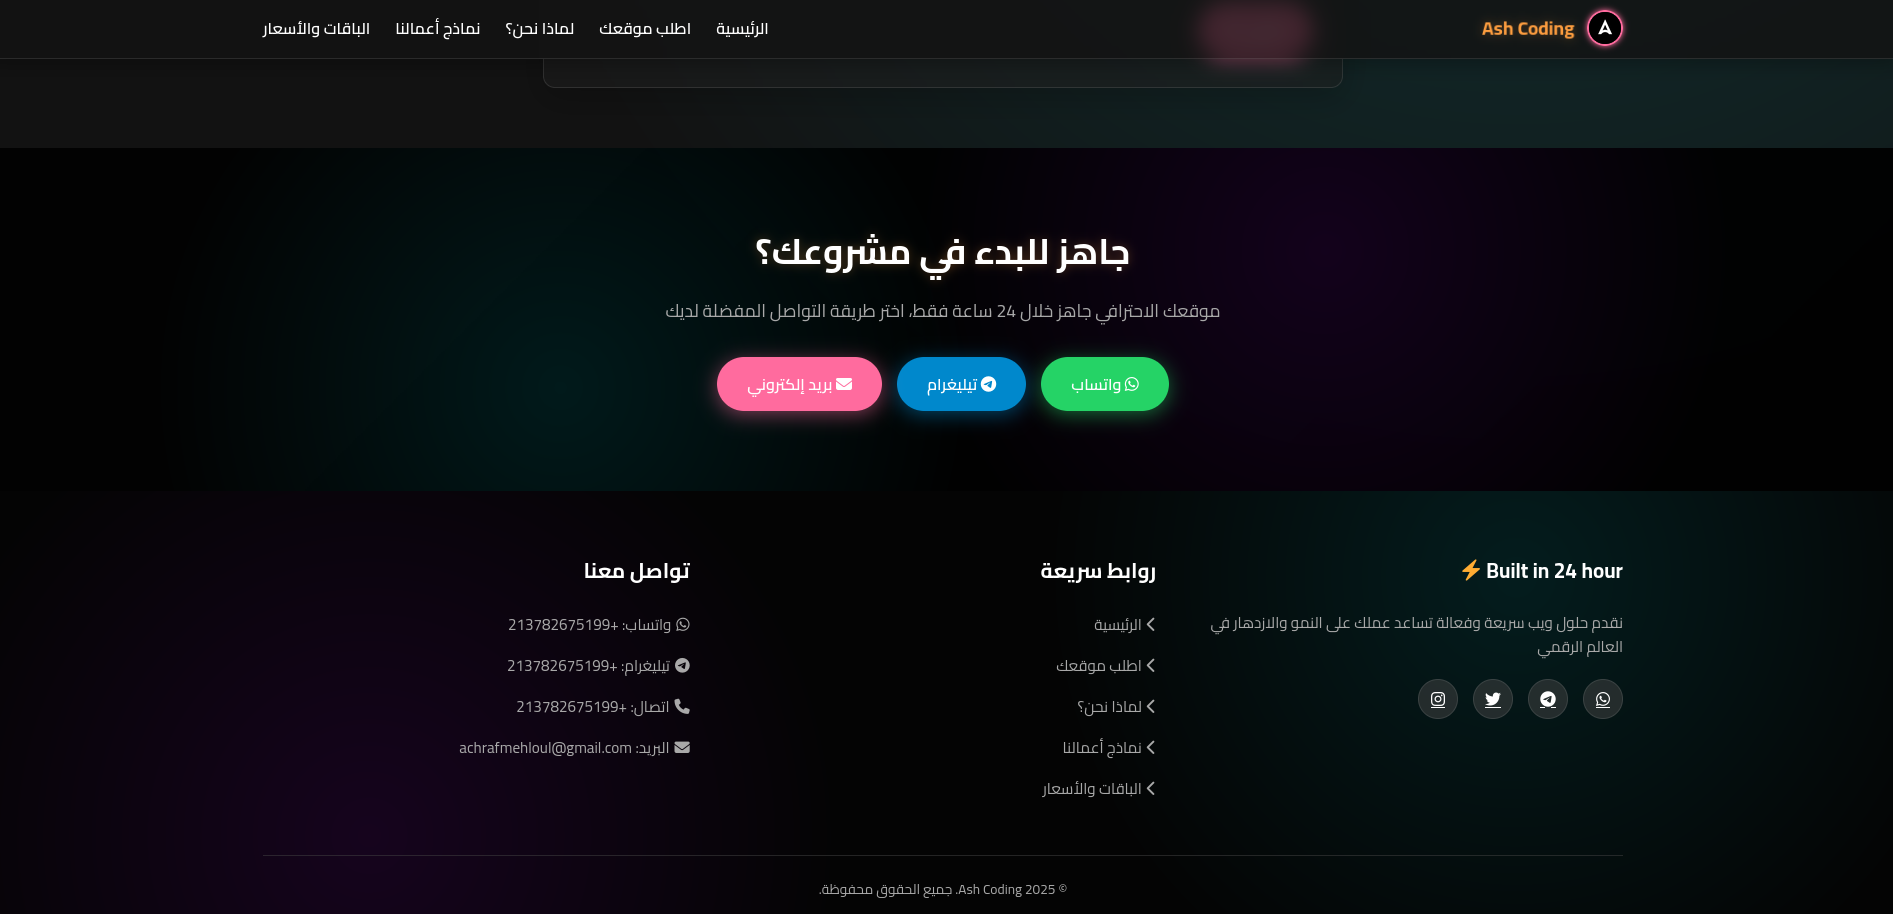 Ash Coding
الرئيسية
اطلب موقعك
لماذا نحن؟
نماذج أعمالنا
الباقات والأسعار
جاهز للبدء في مشروعك؟
موقعك الاحترافي جاهز خلال 24 ساعة فقط، اختر طريقة التواصل المفضلة لديك
واتساب
تيليغرام
بريد إلكتروني
Built in 24 hour⚡
نقدم حلول ويب سريعة وفعالة تساعد عملك على النمو والازدهار في
العالم الرقمي
روابط سريعة
الرئيسية
اطلب موقعك
لماذا نحن؟
نماذج أعمالنا
الباقات والأسعار
تواصل معنا
واتساب: +213782675199
تيليغرام: +213782675199
اتصال: +213782675199
البريد: achrafmehloul@gmail.com
© 2025 Ash Coding. جميع الحقوق محفوظة.